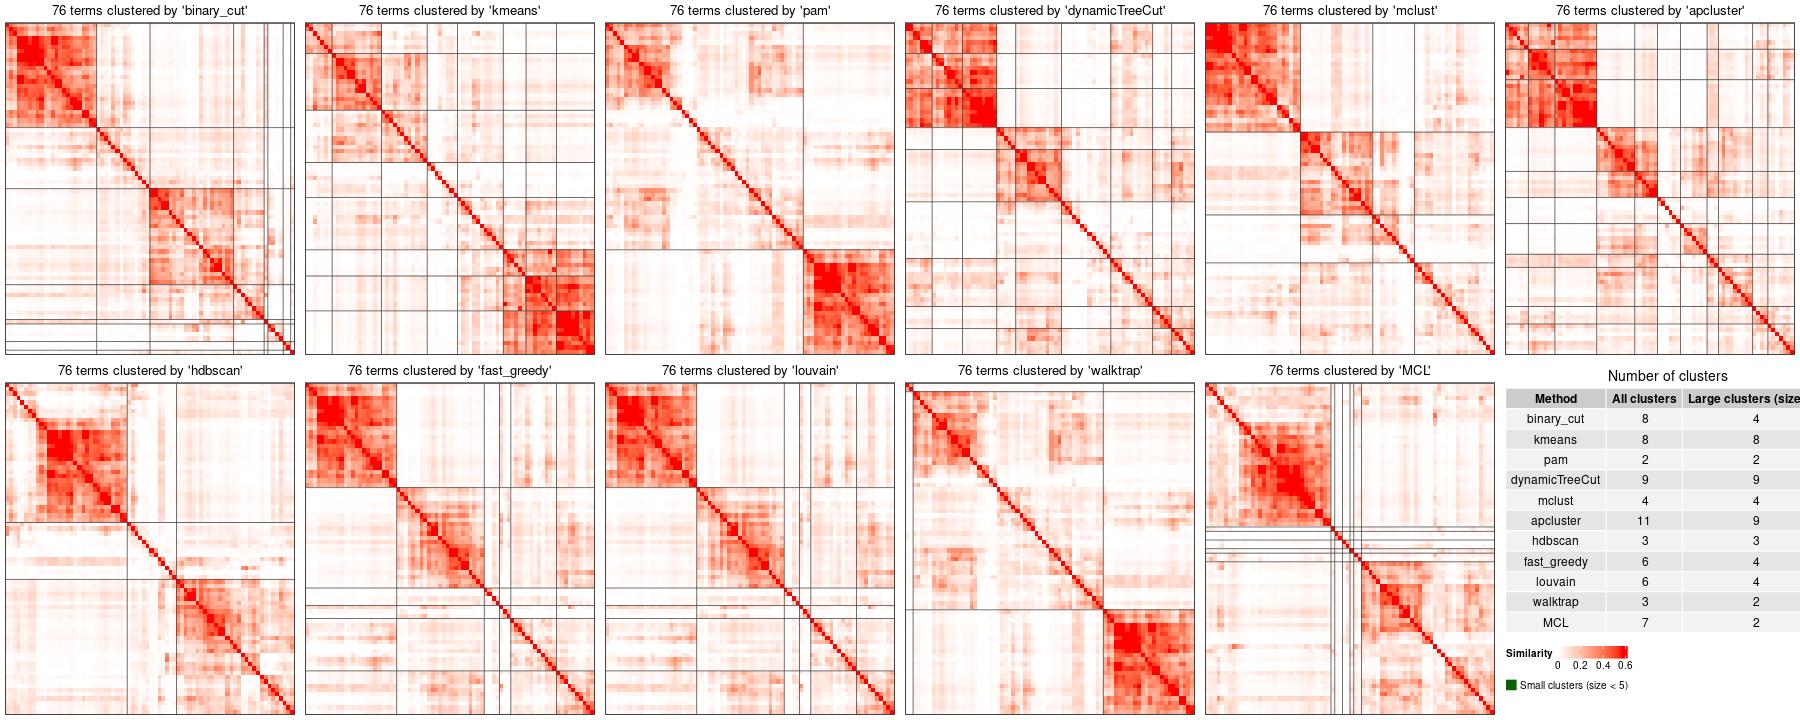 76 terms clustered by 'binary_cut'
76 terms clustered by 'kmeans'
76 terms clustered by 'pam'
76 terms clustered by 'dynamicTreeCut'
76 terms clustered by 'mclust'
76 terms clustered by 'apcluster'
76 terms clustered by 'hdbscan'
76 terms clustered by 'fast_greedy'
76 terms clustered by 'louvain'
76 terms clustered by 'walktrap'
76 terms clustered by 'MCL'
Number of clusters
Method All clusters Large clusters (size
binary_cut 8 4
kmeans 8 8
pam 2 2
dynamicTreeCut 9 9
mclust 4 4
apcluster 11 9
hdbscan 3 3
fast_greedy 6 4
louvain 6 4
walktrap 3 2
MCL 7 2
Similarity
0 0.2 0.4 0.6
Small clusters (size < 5)